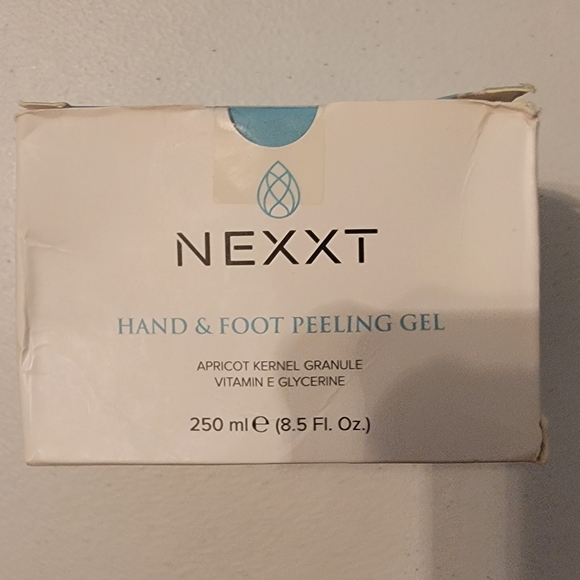 NEXXT
HAND & FOOT PEELING GEL
APRICOT KERNEL GRANULE
VITAMIN E GLYCERINE
250 ml ℮ (8.5 Fl. Oz.)